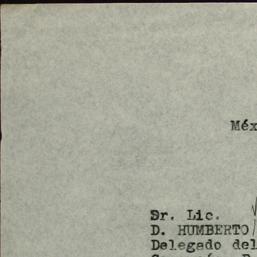 Méx
Sr. Lic.
D. HUMBERTO
Delegado del